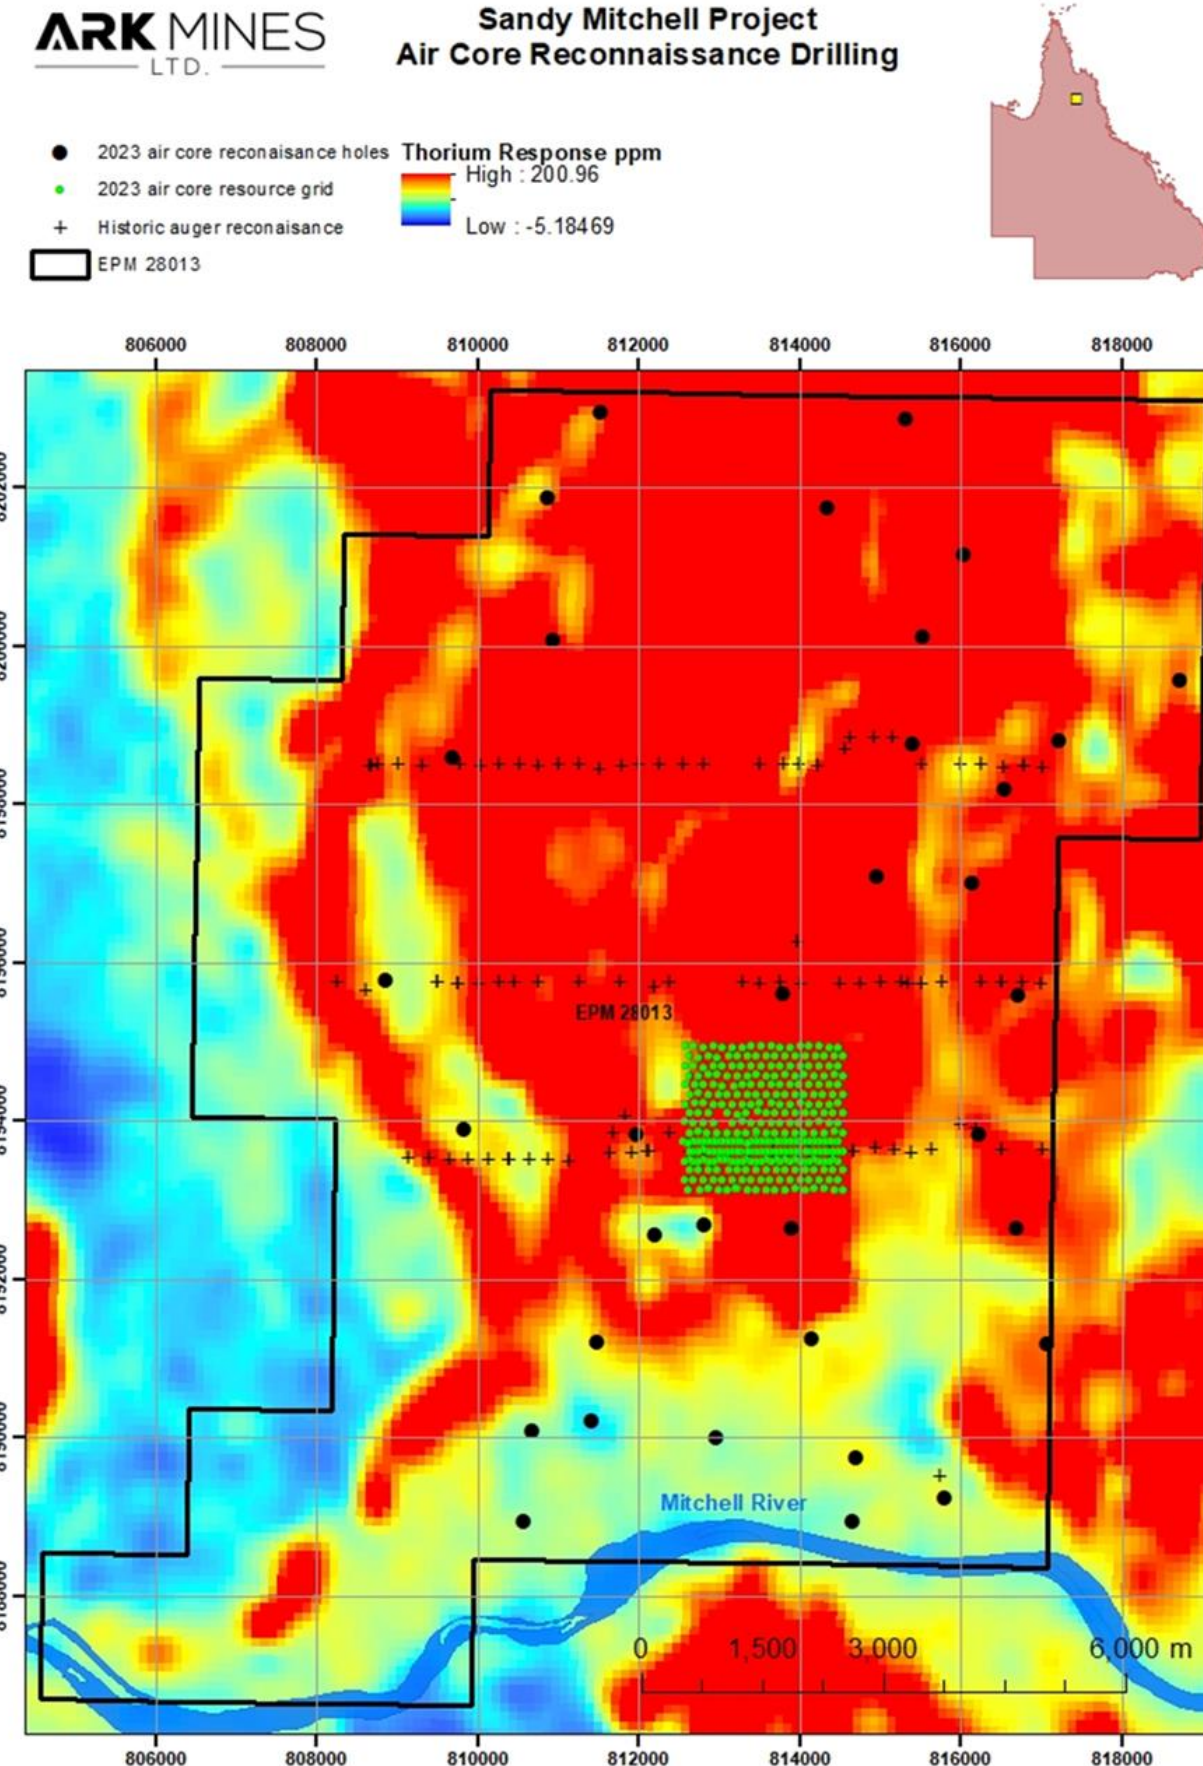 ARK MINES
LTD.
Sandy Mitchell Project
Air Core Reconnaissance Drilling
2023 air core reconaisance holes
2023 air core resource grid
Historic auger reconaisance
EPM 28013
Thorium Response ppm
High : 200.96
Low : -5.18469
806000 808000 810000 812000 814000 816000 818000
8202000
EPM 28013
Mitchell River
0 1,500 3,000 6,000 m
806000 808000 810000 812000 814000 816000 818000